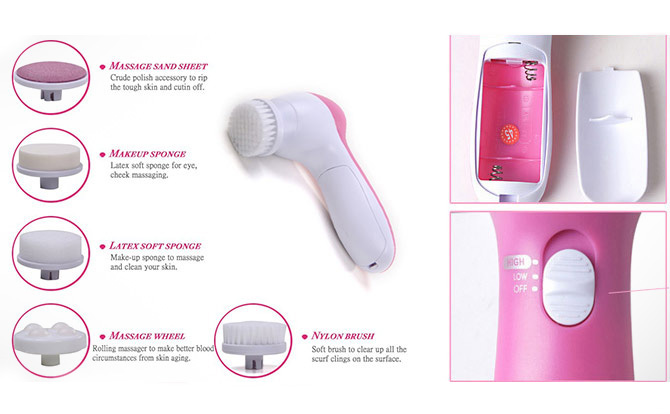 MASSAGE SAND SHEET
Crude polish accessory to rip
the tough skin and cutin off.
MAKEUP SPONGE
Latex soft sponge for eye,
cheek massaging.
LATEX SOFT SPONGE
Make-up sponge to massage
and clean your skin.
MASSAGE WHEEL
Rolling massager to make better blood
circumstances from skin aging.
NYLON BRUSH
Soft brush to clear up all the
scurf clings on the surface.
HIGH
LOW
OFF